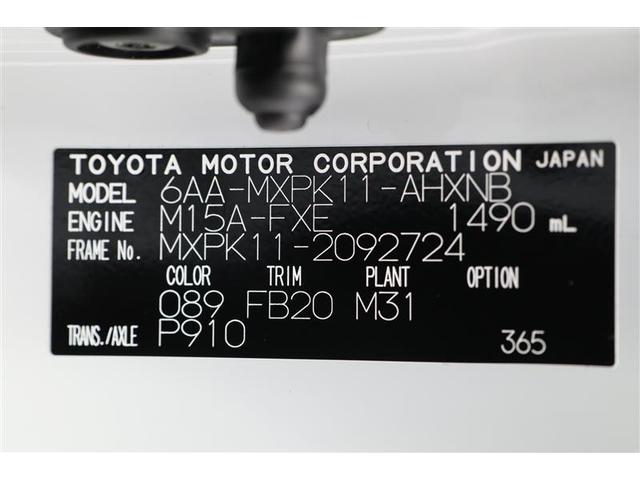 TOYOTA MOTOR CORPORATION JAPAN
MODEL 6AA-MXPK11-AHXNB
ENGINE M15A-FXE 1490 mL
FRAME No. MXPK11-2092724
COLOR TRIM PLANT OPTION
089 FB20 M31
TRANS./AXLE P910 365